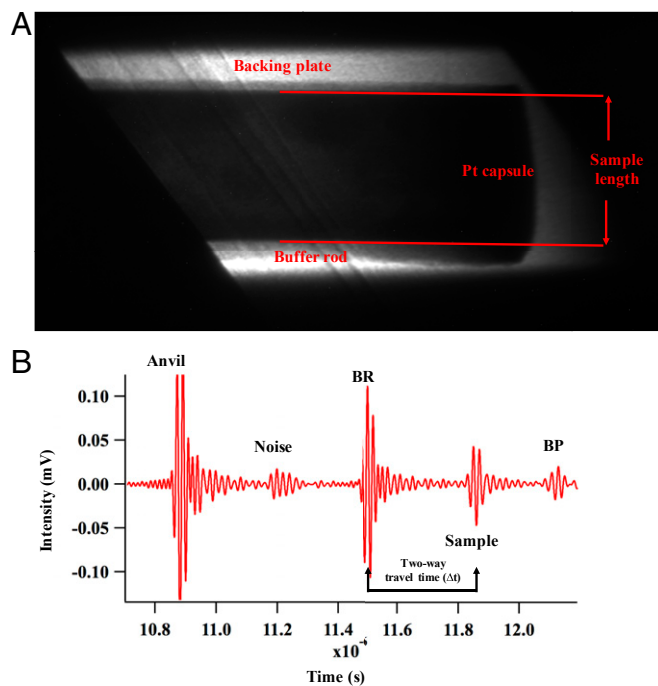 A
Backing plate
Pt capsule
Sample
length
Buffer rod
B
Anvil
BR
0.10
Noise
BP
0.05
0.00
Intensity (mV)
-0.05
Sample
Two-way
travel time (Δt)
-0.10
10.8 11.0 11.2 11.4 11.6 11.8 12.0
x10⁻⁶
Time (s)